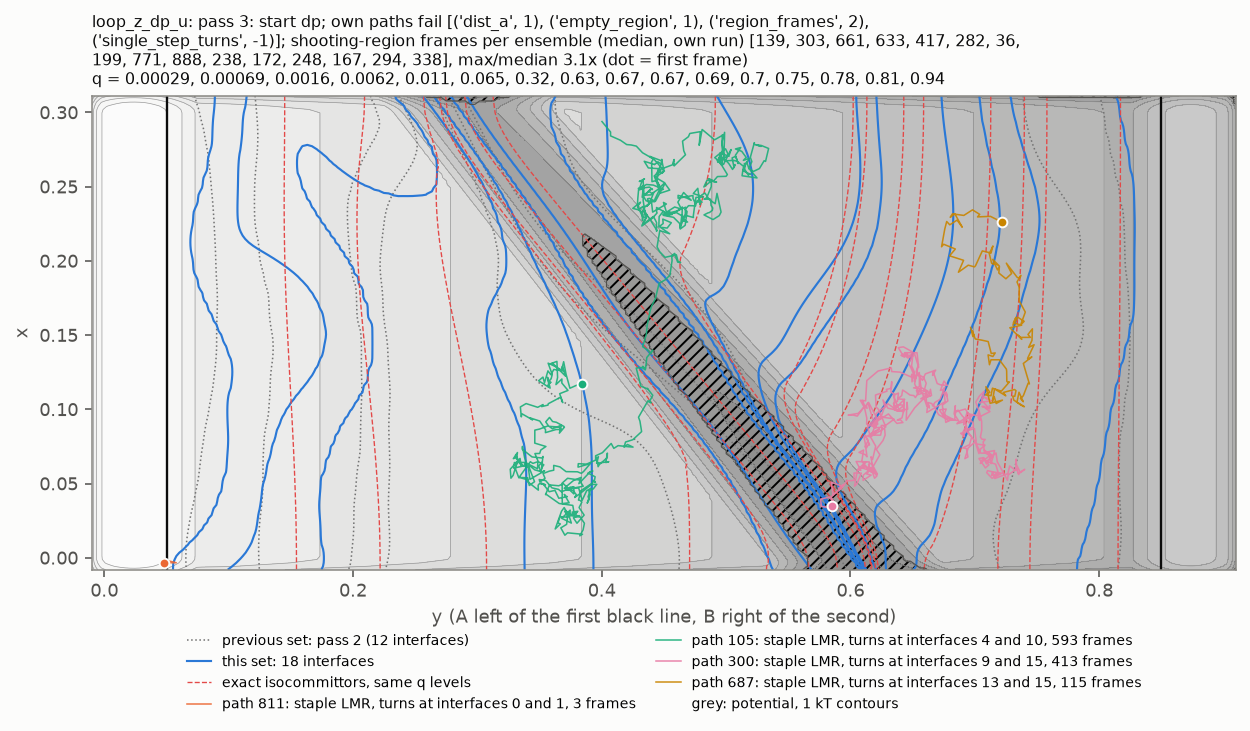 loop_z_dp_u: pass 3: start dp; own paths fail [('dist_a', 1), ('empty_region', 1), ('region_frames', 2),
('single_step_turns', -1)]; shooting-region frames per ensemble (median, own run) [139, 303, 661, 633, 417, 282, 36,
199, 771, 888, 238, 172, 248, 167, 294, 338], max/median 3.1x (dot = first frame)
q = 0.00029, 0.00069, 0.0016, 0.0062, 0.011, 0.065, 0.32, 0.63, 0.67, 0.67, 0.69, 0.7, 0.75, 0.78, 0.81, 0.94
0.30
0.25
0.20
0.15
0.10
0.05
0.00
x
0.0
0.2
0.4
0.6
0.8
y (A left of the first black line, B right of the second)
previous set: pass 2 (12 interfaces)
this set: 18 interfaces
exact isocommittors, same q levels
path 811: staple LMR, turns at interfaces 0 and 1, 3 frames
path 105: staple LMR, turns at interfaces 4 and 10, 593 frames
path 300: staple LMR, turns at interfaces 9 and 15, 413 frames
path 687: staple LMR, turns at interfaces 13 and 15, 115 frames
grey: potential, 1 kT contours